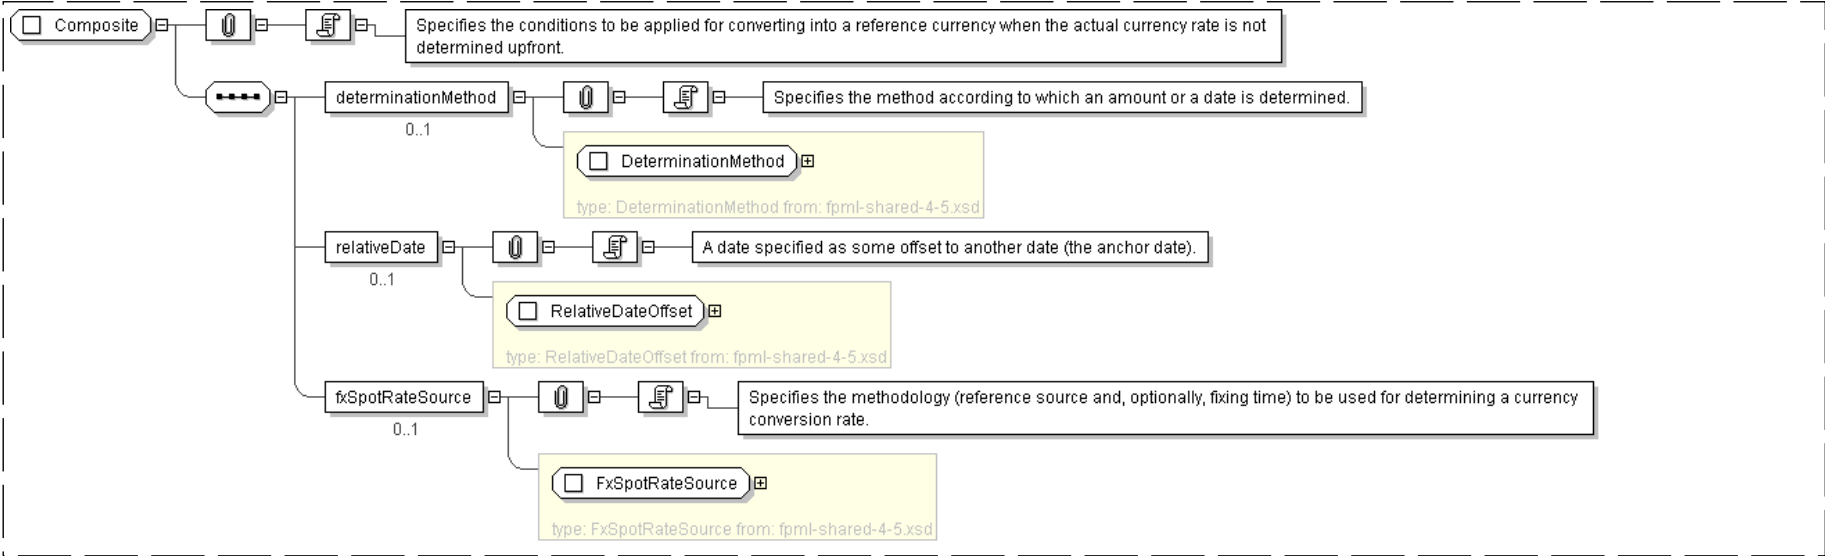 Composite
Specifies the conditions to be applied for converting into a reference currency when the actual currency rate is not
determined upfront.
determinationMethod
Specifies the method according to which an amount or a date is determined.
0..1
DeterminationMethod
type: DeterminationMethod from: fpml-shared-4-5.xsd
relativeDate
A date specified as some offset to another date (the anchor date).
0..1
RelativeDateOffset
type: RelativeDateOffset from: fpml-shared-4-5.xsd
fxSpotRateSource
Specifies the methodology (reference source and, optionally, fixing time) to be used for determining a currency
conversion rate.
0..1
FxSpotRateSource
type: FxSpotRateSource from: fpml-shared-4-5.xsd